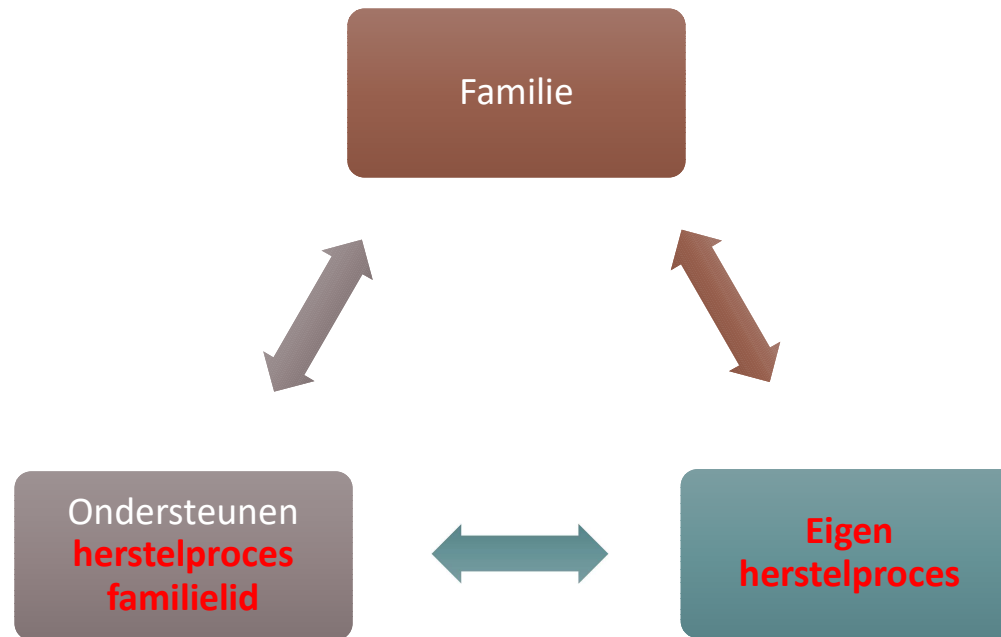 Familie
Ondersteunen
herstelproces
familielid
Eigen
herstelproces